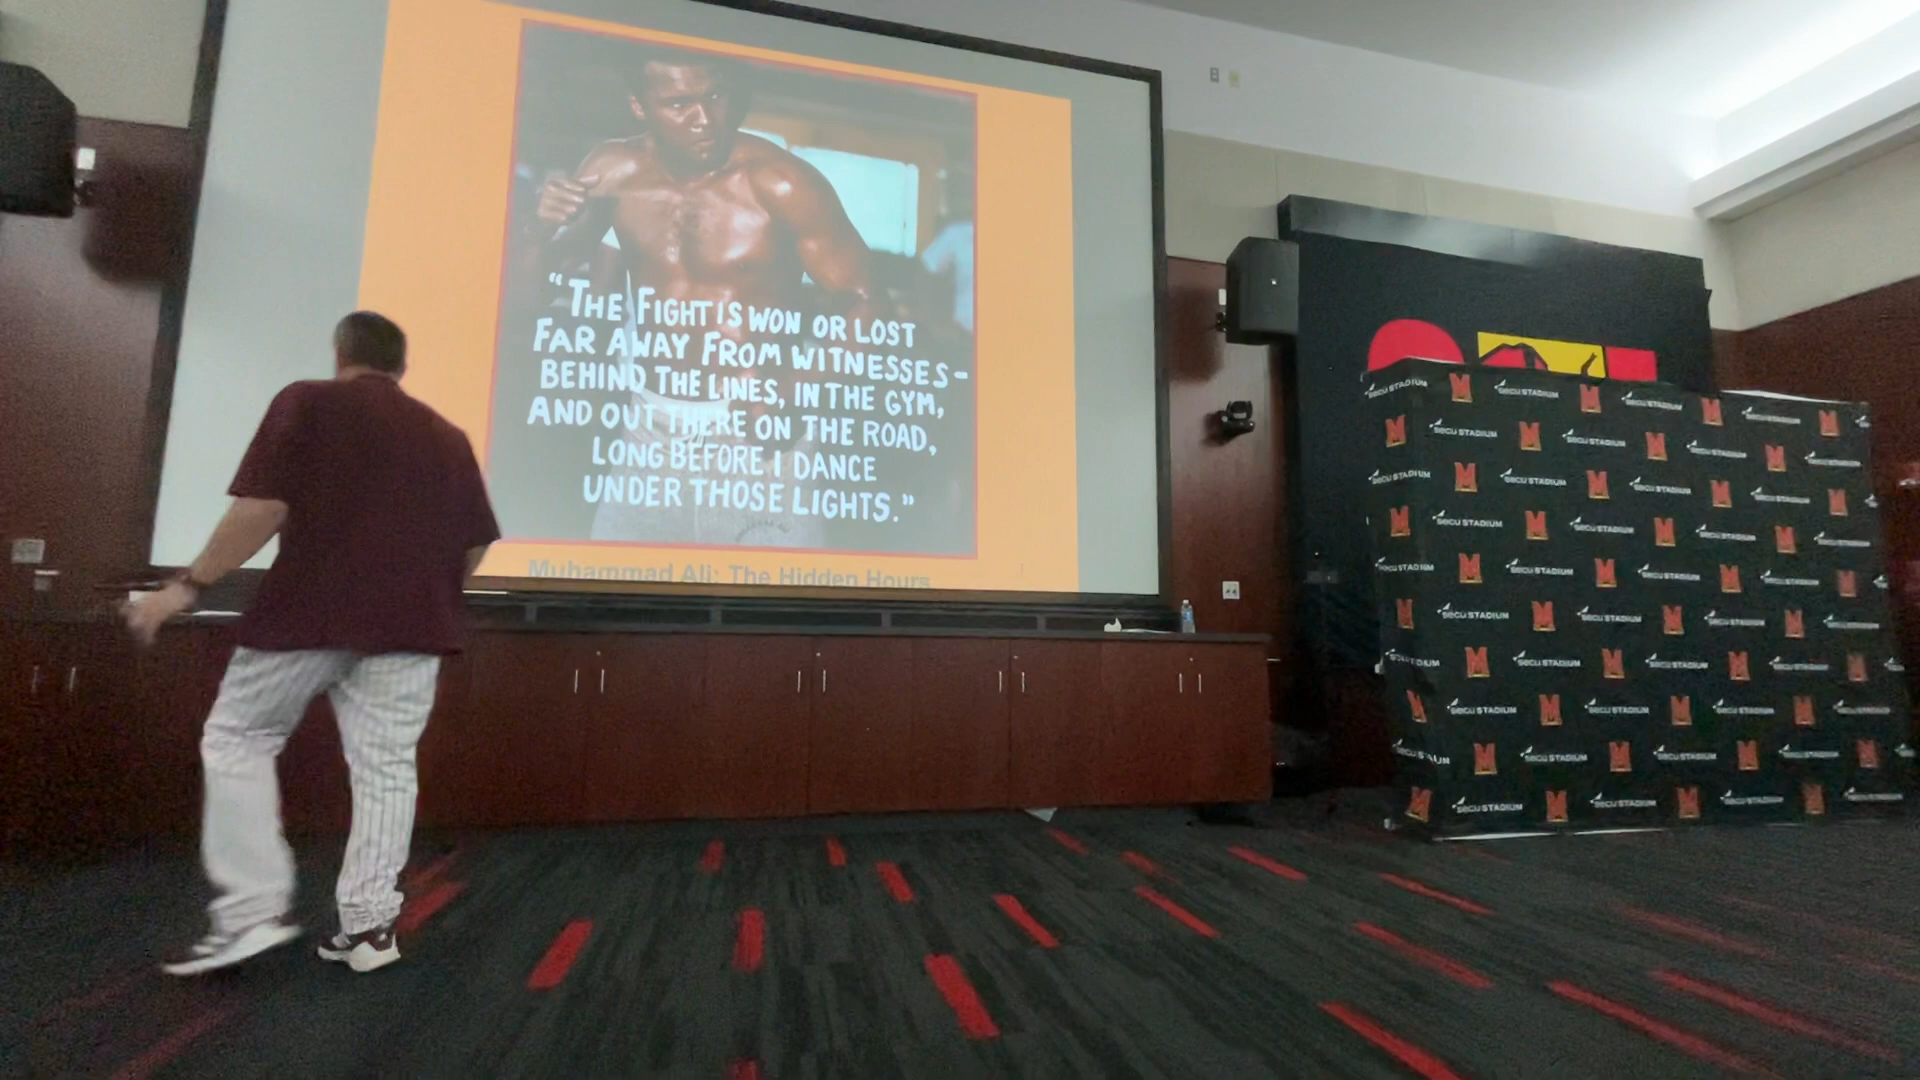 “THE FIGHT IS WON OR LOST
FAR AWAY FROM WITNESSES-
BEHIND THE LINES, IN THE GYM,
AND OUT THERE ON THE ROAD,
LONG BEFORE I DANCE
UNDER THOSE LIGHTS.”
Muhammad Ali: The Hidden Hours
M SECU STADIUM